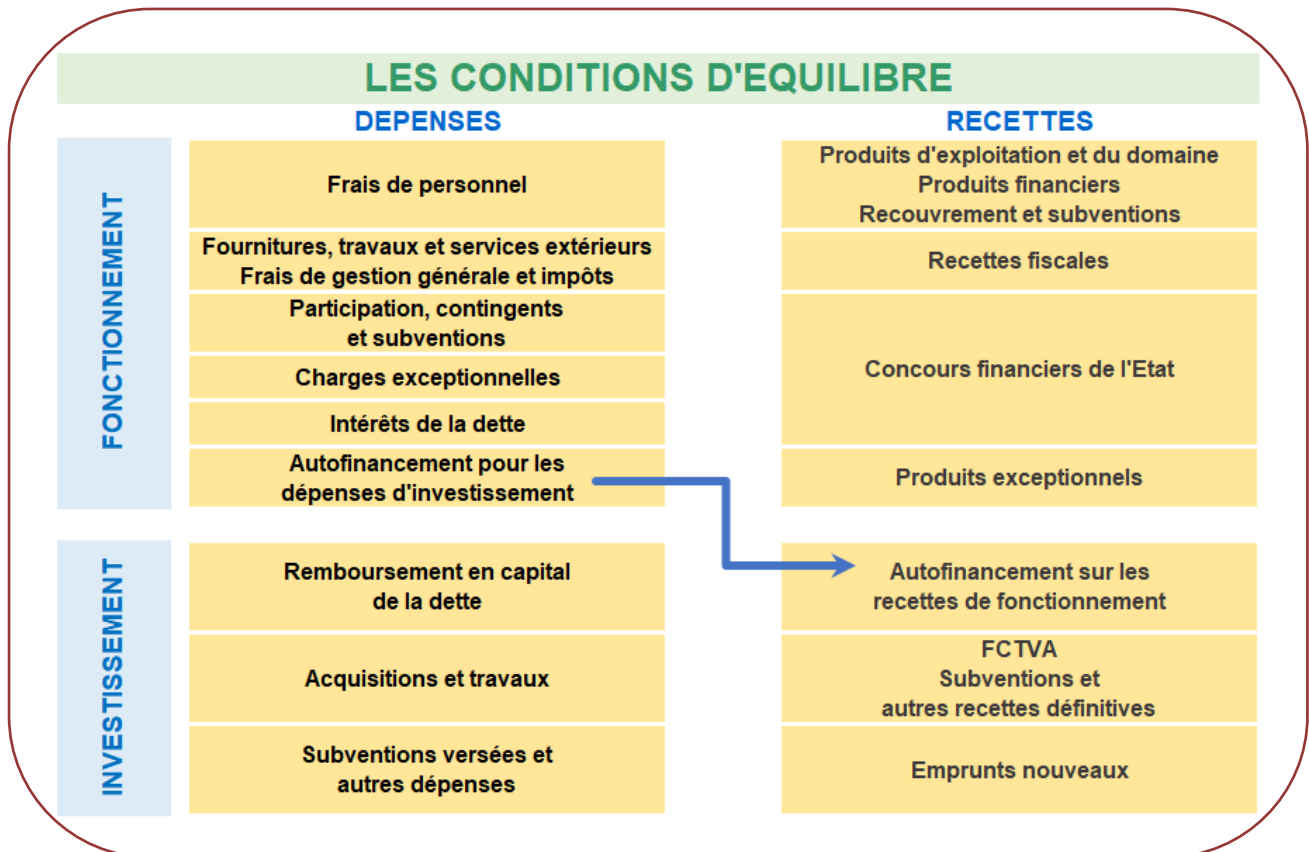 LES CONDITIONS D'EQUILIBRE
DEPENSES
RECETTES
FONCTIONNEMENT
Frais de personnel
Fournitures, travaux et services extérieurs
Frais de gestion générale et impôts
Participation, contingents
et subventions
Charges exceptionnelles
Intérêts de la dette
Autofinancement pour les
dépenses d'investissement
Produits d'exploitation et du domaine
Produits financiers
Recouvrement et subventions
Recettes fiscales
Concours financiers de l'Etat
Produits exceptionnels
INVESTISSEMENT
Remboursement en capital
de la dette
Acquisitions et travaux
Subventions versées et
autres dépenses
Autofinancement sur les
recettes de fonctionnement
FCTVA
Subventions et
autres recettes définitives
Emprunts nouveaux